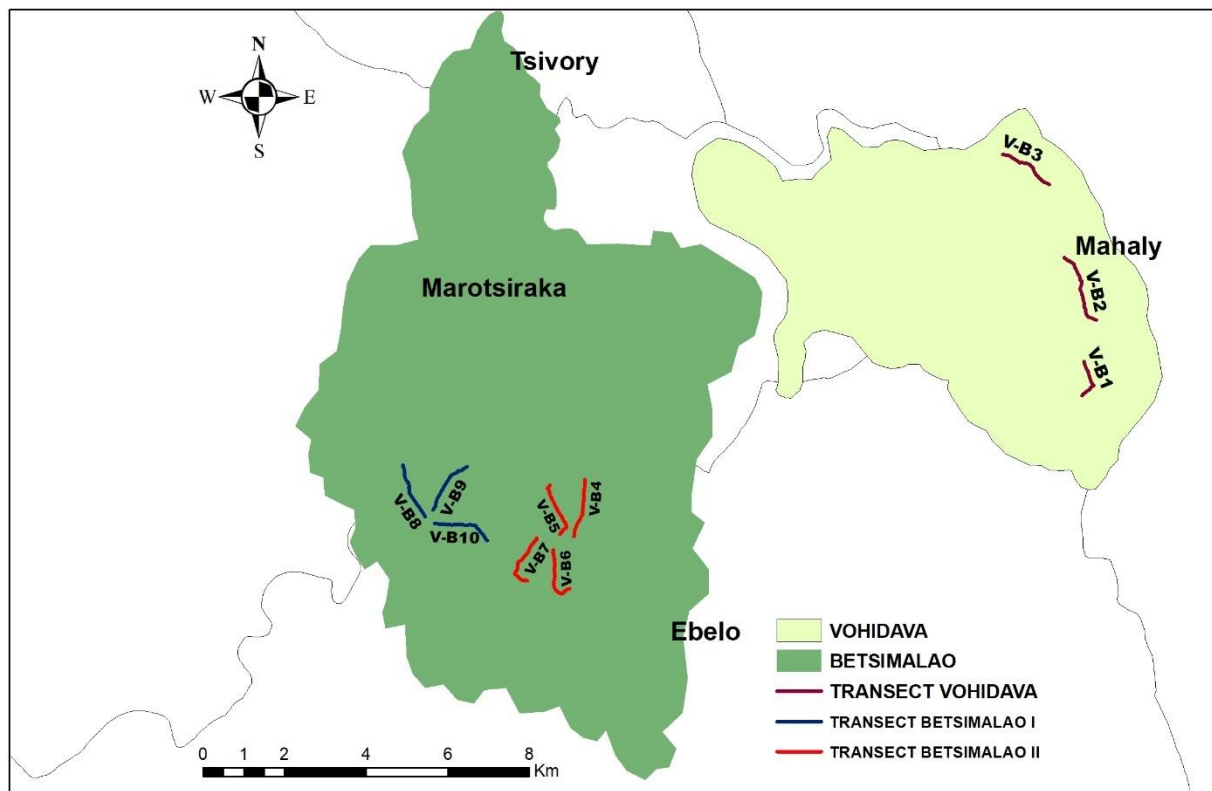 N
W E
S
Tsivory
V-B3
Mahaly
V-B2
Marotsiraka
V-B1
V-B8
V-B9
V-B10
V-B5
V-B4
V-B7
V-B6
Ebelo
VOHIDAVA
BETSIMALAO
TRANSECT VOHIDAVA
TRANSECT BETSIMALAO I
TRANSECT BETSIMALAO II
0 1 2 4 6 8
Km